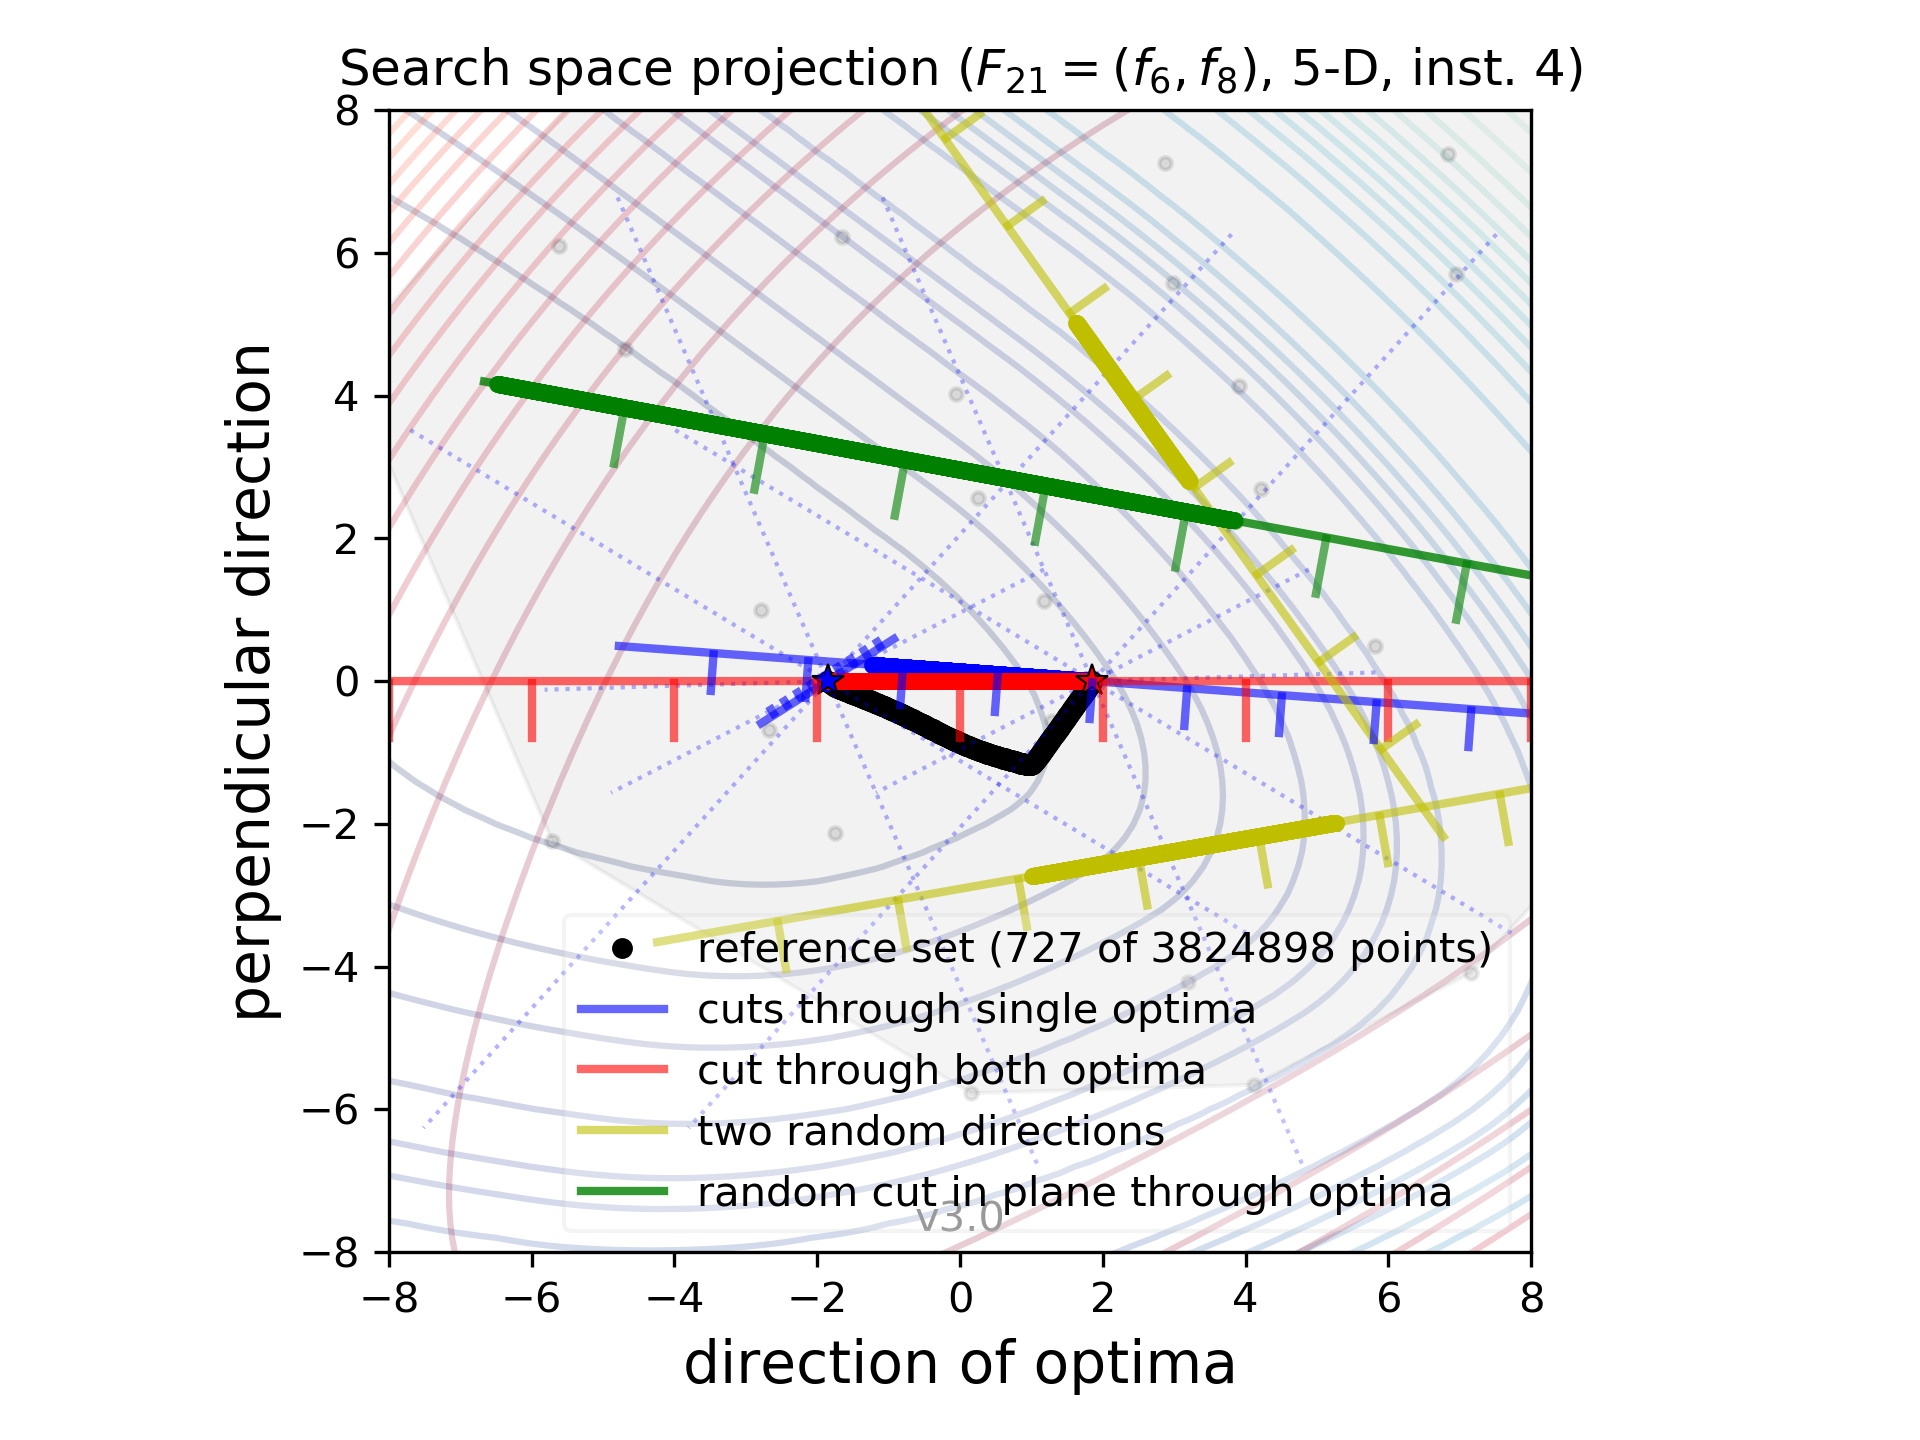 Search space projection (F21 = (f6, f8), 5-D, inst. 4)
8
6
4
2
0
−2
−4
−6
−8
perpendicular direction
reference set (727 of 3824898 points)
cuts through single optima
cut through both optima
two random directions
random cut in plane through optima
v3.0
−8 −6 −4 −2 0 2 4 6 8
direction of optima